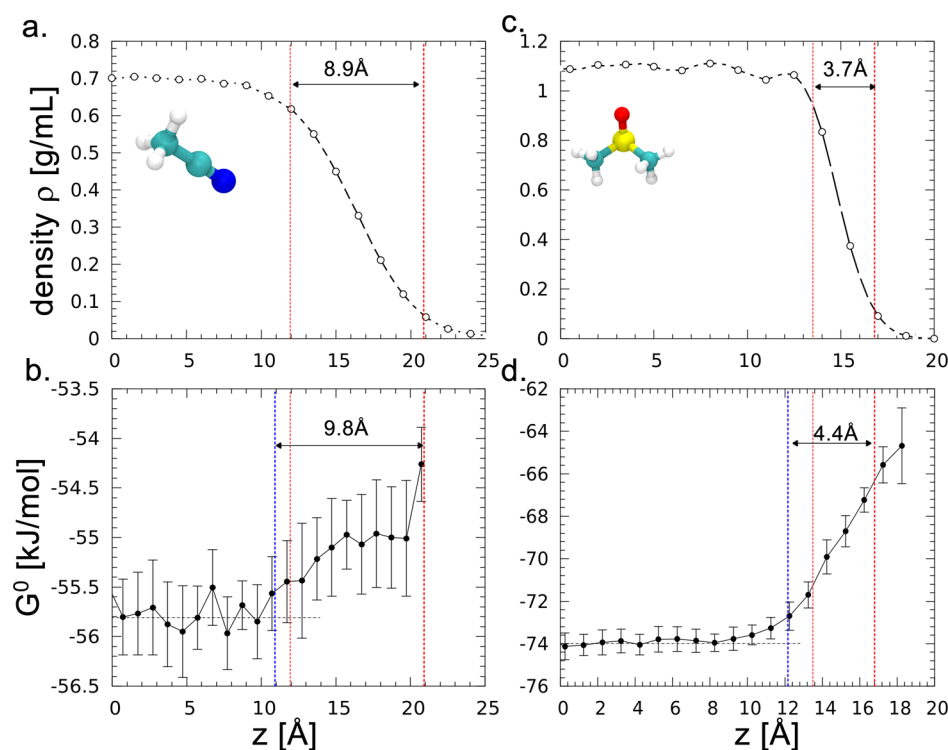 a.
density ρ [g/mL]
0.8
0.7
0.6
0.5
0.4
0.3
0.2
0.1
0
8.9Å
0 5 10 15 20 25
c.
1.2
1
0.8
0.6
0.4
0.2
0
3.7Å
0 5 10 15 20
b.
G⁰ [kJ/mol]
-53.5
-54
-54.5
-55
-55.5
-56
-56.5
9.8Å
0 5 10 15 20 25
z [Å]
d.
-62
-64
-66
-68
-70
-72
-74
-76
4.4Å
0 2 4 6 8 10 12 14 16 18 20
z [Å]